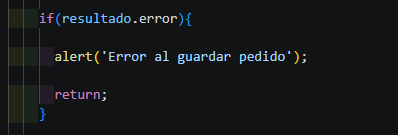 if(resultado.error){
alert('Error al guardar pedido');
return;
}